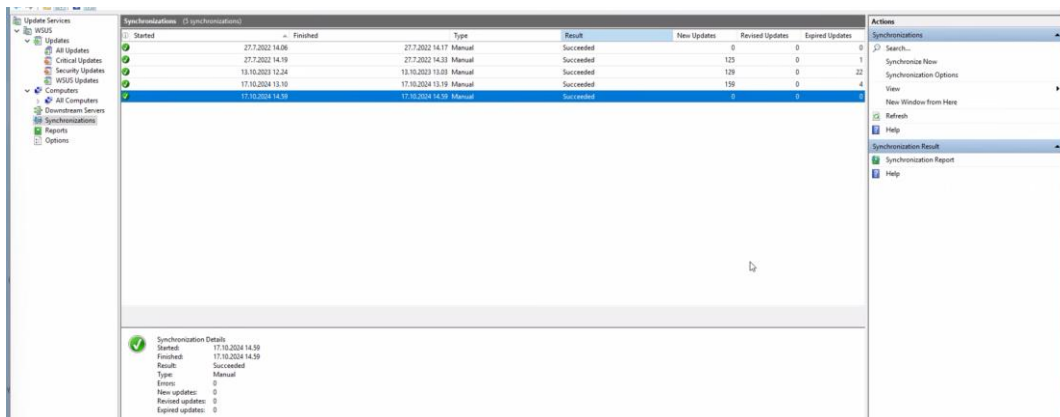 Update Services
WSUS
Updates
All Updates
Critical Updates
Security Updates
WSUS Updates
Computers
All Computers
Downstream Servers
Synchronizations
Reports
Options
Synchronizations (5 synchronizations)
Started Finished Type Result New Updates Revised Updates Expired Updates
27.7.2022 14.06 27.7.2022 14.17 Manual Succeeded 0 0 0
27.7.2022 14.19 27.7.2022 14.33 Manual Succeeded 125 0 1
13.10.2023 12.24 13.10.2023 13.03 Manual Succeeded 129 0 22
17.10.2024 13.10 17.10.2024 13.19 Manual Succeeded 159 0 4
17.10.2024 14.59 17.10.2024 14.59 Manual Succeeded 0 0 0
Synchronization Details
Started: 17.10.2024 14.59
Finished: 17.10.2024 14.59
Result: Succeeded
Type: Manual
Errors: 0
New updates: 0
Revised updates: 0
Expired updates: 0
Actions
Synchronizations
Search...
Synchronize Now
Synchronization Options
View
New Window from Here
Refresh
Help
Synchronization Result
Synchronization Report
Help